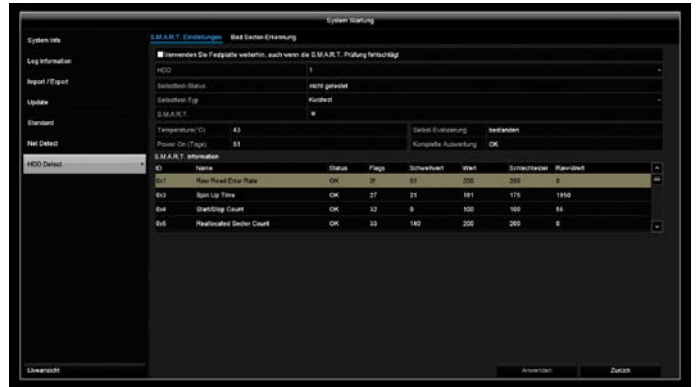 System Wartung
System Info
Log Information
Import / Export
Update
Standard
Net Detect
HDD Detect
S.M.A.R.T. Einstellungen Bad Sector-Erkennung
Verwenden Sie Festplatte weiterhin, auch wenn die S.M.A.R.T. Prüfung fehlschlägt
HDD 1
Selbsttest-Status nicht getestet
Selbsttest-Typ Kurztest
S.M.A.R.T.
Temperature(°C) 43 Selbst-Evaluierung bestanden
Power On (Tage) 61 Komplette Auswertung OK
S.M.A.R.T. Information
ID Name Status Flags Schwellwert Wert Schlechtester Raw-Wert
0x1 Raw Read Error Rate OK 2f 51 200 200 0
0x3 Spin Up Time OK 27 21 181 175 1950
0x4 Start/Stop Count OK 32 0 100 100
0x5 Reallocated Sector Count OK 33 140 200 200 0
Liveansicht
Anwenden Zurück